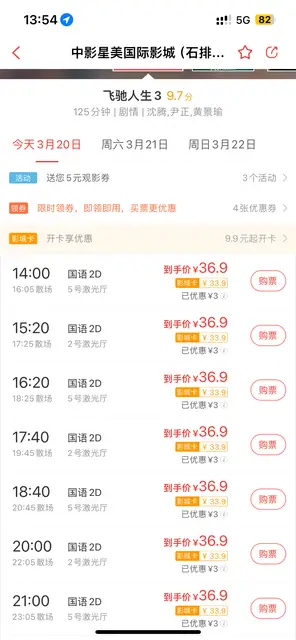 13:54 5G 82
中影星美国际影城（石排...
飞驰人生3 9.7分
125分钟 | 剧情 | 沈腾,尹正,黄景瑜
今天3月20日 周六3月21日 周日3月22日
活动 送您5元观影券 3个活动
领券 限时领券，即领即用，买票更优惠 4张优惠券
影城卡 开卡享优惠 9.9元起开卡
14:00 国语2D 到手价¥36.9 购票
16:05散场 5号激光厅 影城卡 ¥33.9
已优惠¥3
15:20 国语2D 到手价¥36.9 购票
17:25散场 2号激光厅 影城卡 ¥33.9
已优惠¥3
16:20 国语2D 到手价¥36.9 购票
18:25散场 5号激光厅 影城卡 ¥33.9
已优惠¥3
17:40 国语2D 到手价¥36.9 购票
19:45散场 2号激光厅 影城卡 ¥33.9
已优惠¥3
18:40 国语2D 到手价¥36.9 购票
20:45散场 5号激光厅 影城卡 ¥33.9
已优惠¥3
20:00 国语2D 到手价¥36.9 购票
22:05散场 2号激光厅 影城卡 ¥33.9
已优惠¥3
21:00 国语2D 到手价¥36.9 购票
23:05散场 5号激光厅 影城卡 ¥33.9
已优惠¥3